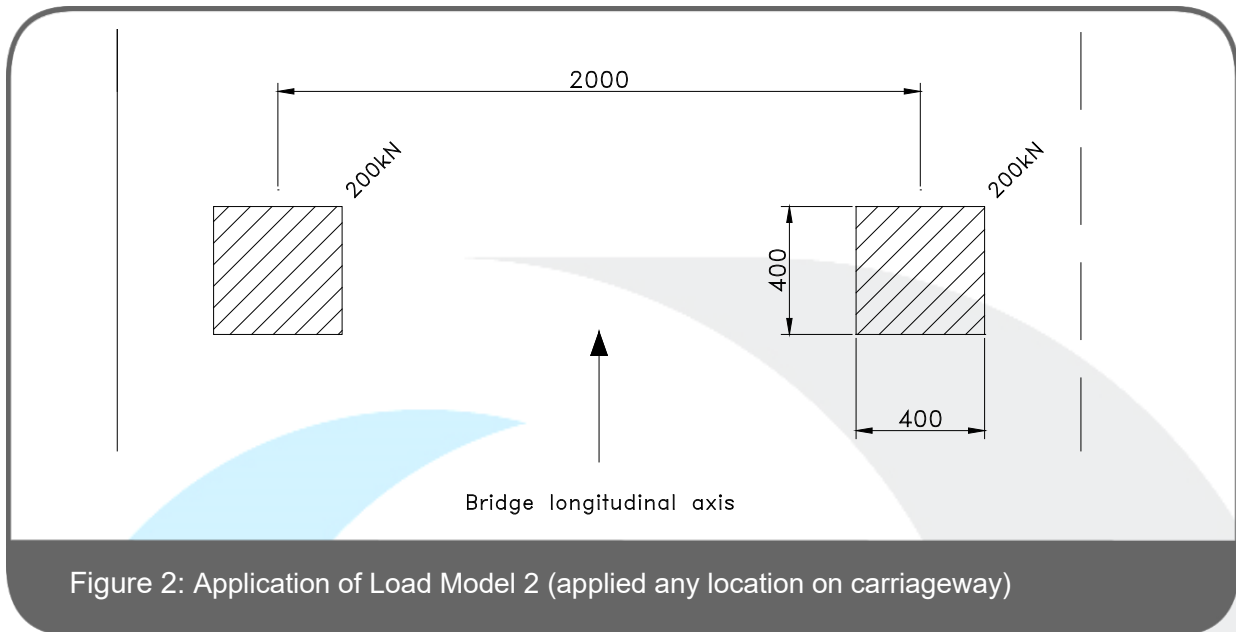 2000
200kN
200kN
400
400
Bridge longitudinal axis
Figure 2: Application of Load Model 2 (applied any location on carriageway)